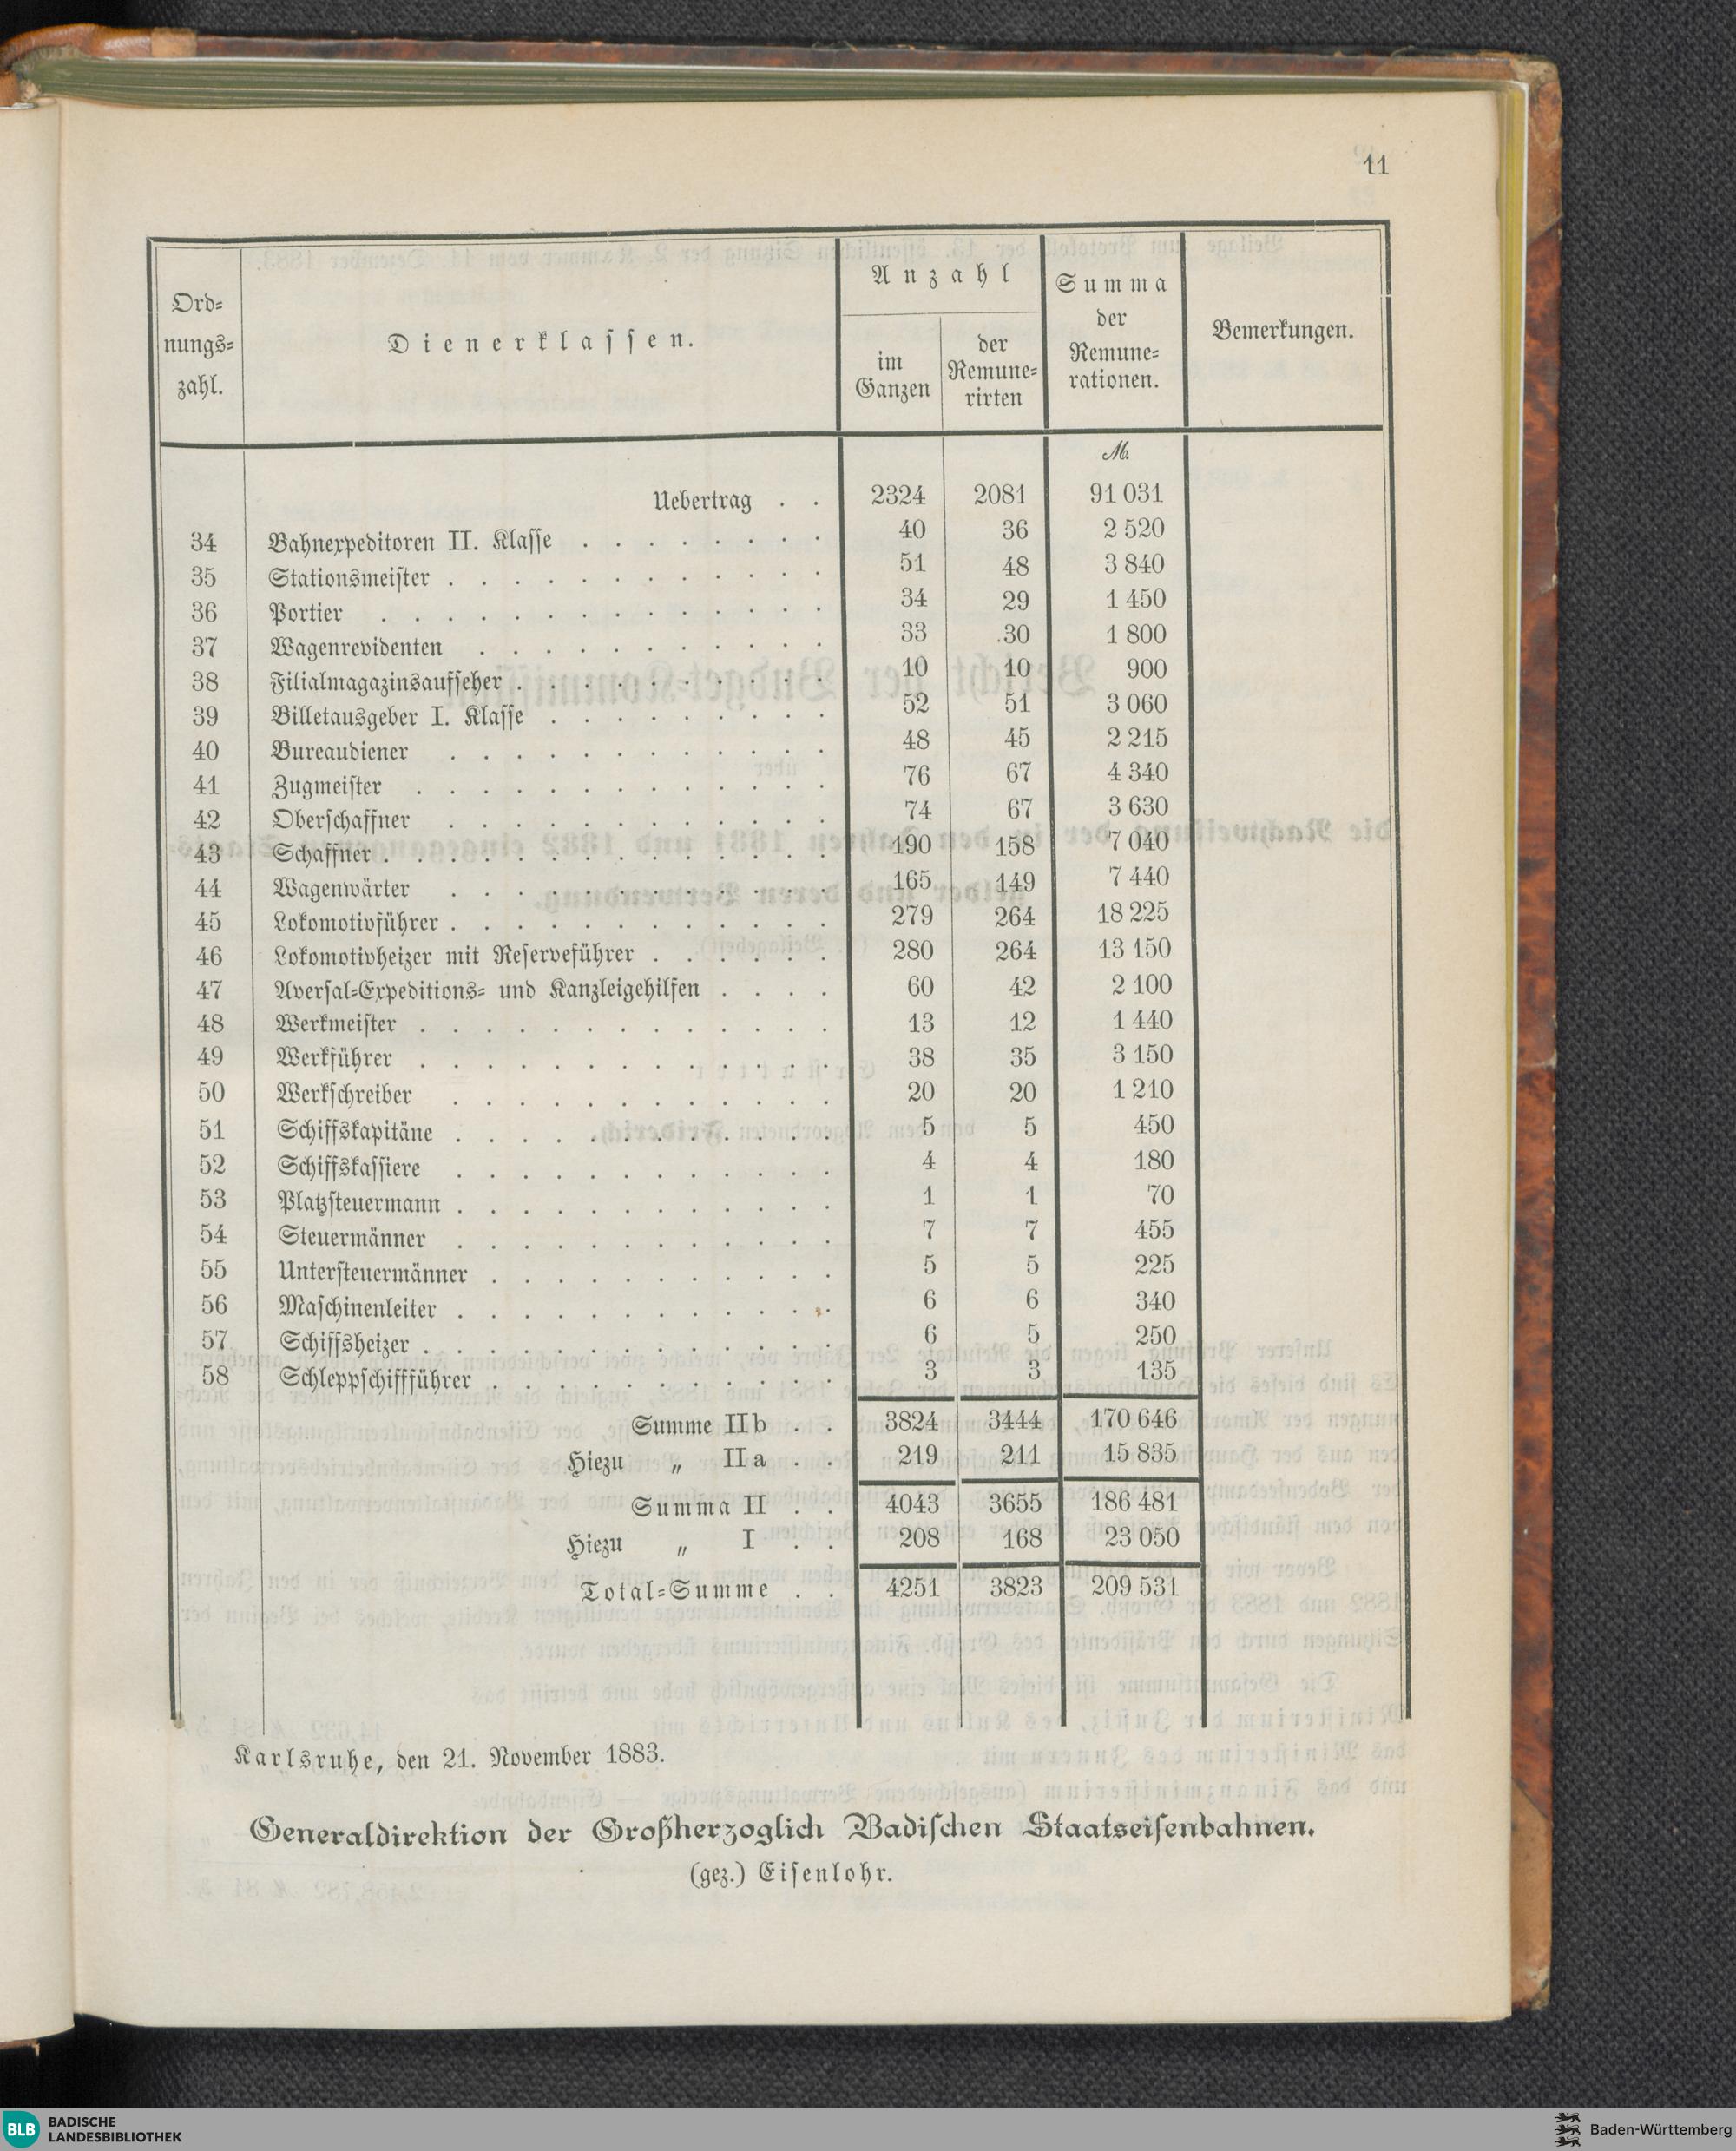 11
Ord-
nungs-
zahl.
Dienerklassen.
Anzahl
im
Ganzen
der
Remune-
rirten
Summa
der
Remune-
rationen.
Bemerkungen.
M.
Uebertrag . . 2324 2081 91 031
34 Bahnexpeditoren II. Klasse . . . . . . . . 40 36 2 520
35 Stationsmeister . . . . . . . . . . . . 51 48 3 840
36 Portier . . . . . . . . . . . . . . 34 29 1 450
37 Wagenrevidenten . . . . . . . . . . . 33 30 1 800
38 Filialmagazinsaufseher . . . . . . . . . . 10 10 900
39 Billetausgeber I. Klasse . . . . . . . . . 52 51 3 060
40 Bureaudiener . . . . . . . . . . . . 48 45 2 215
41 Zugmeister . . . . . . . . . . . . . 76 67 4 340
42 Oberschaffner . . . . . . . . . . . . 74 67 3 630
43 Schaffner . . . . . . . . . . . . . . 190 158 7 040
44 Wagenwärter . . . . . . . . . . . . 165 149 7 440
45 Lokomotivführer . . . . . . . . . . . . 279 264 18 225
46 Lokomotivheizer mit Reserveführer . . . . . . 280 264 13 150
47 Aversal-Expeditions- und Kanzleigehilfen . . . . 60 42 2 100
48 Werkmeister . . . . . . . . . . . . . 13 12 1 440
49 Werkführer . . . . . . . . . . . . . 38 35 3 150
50 Werkschreiber . . . . . . . . . . . . 20 20 1 210
51 Schiffskapitäne . . . . . . . . . . . . 5 5 450
52 Schiffskassiere . . . . . . . . . . . . 4 4 180
53 Platzsteuermann . . . . . . . . . . . . 1 1 70
54 Steuermänner . . . . . . . . . . . . 7 7 455
55 Untersteuermänner . . . . . . . . . . . 5 5 225
56 Maschinenleiter . . . . . . . . . . . . 6 6 340
57 Schiffsheizer . . . . . . . . . . . . . 6 5 250
58 Schleppschiffführer . . . . . . . . . . . 3 3 135
Summe IIb . . 3824 3444 170 646
Hiezu „ IIa . . 219 211 15 835
Summa II . . 4043 3655 186 481
Hiezu „ I . . 208 168 23 050
Total-Summe . . 4251 3823 209 531
Karlsruhe, den 21. November 1883.
Generaldirektion der Großherzoglich Badischen Staatseisenbahnen.
(gez.) Eisenlohr.
BLB BADISCHE
LANDESBIBLIOTHEK
Baden-Württemberg